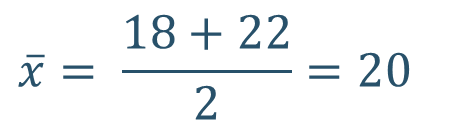 x̄ = (18 + 22)/2 = 20